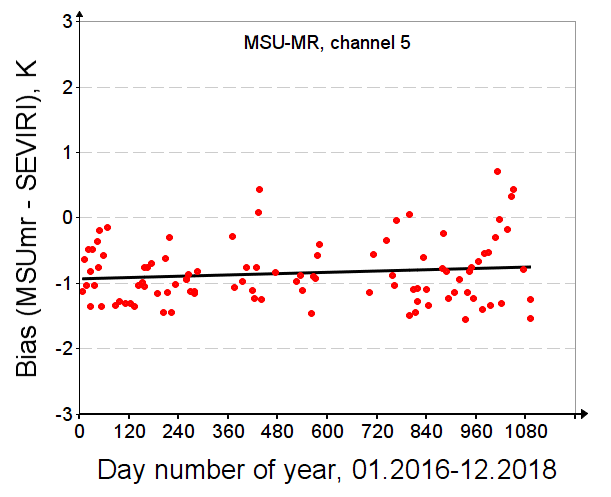 MSU-MR, channel 5
Bias (MSUmr - SEVIRI), K
3
2
1
0
-1
-2
-3
0 120 240 360 480 600 720 840 960 1080
Day number of year, 01.2016-12.2018